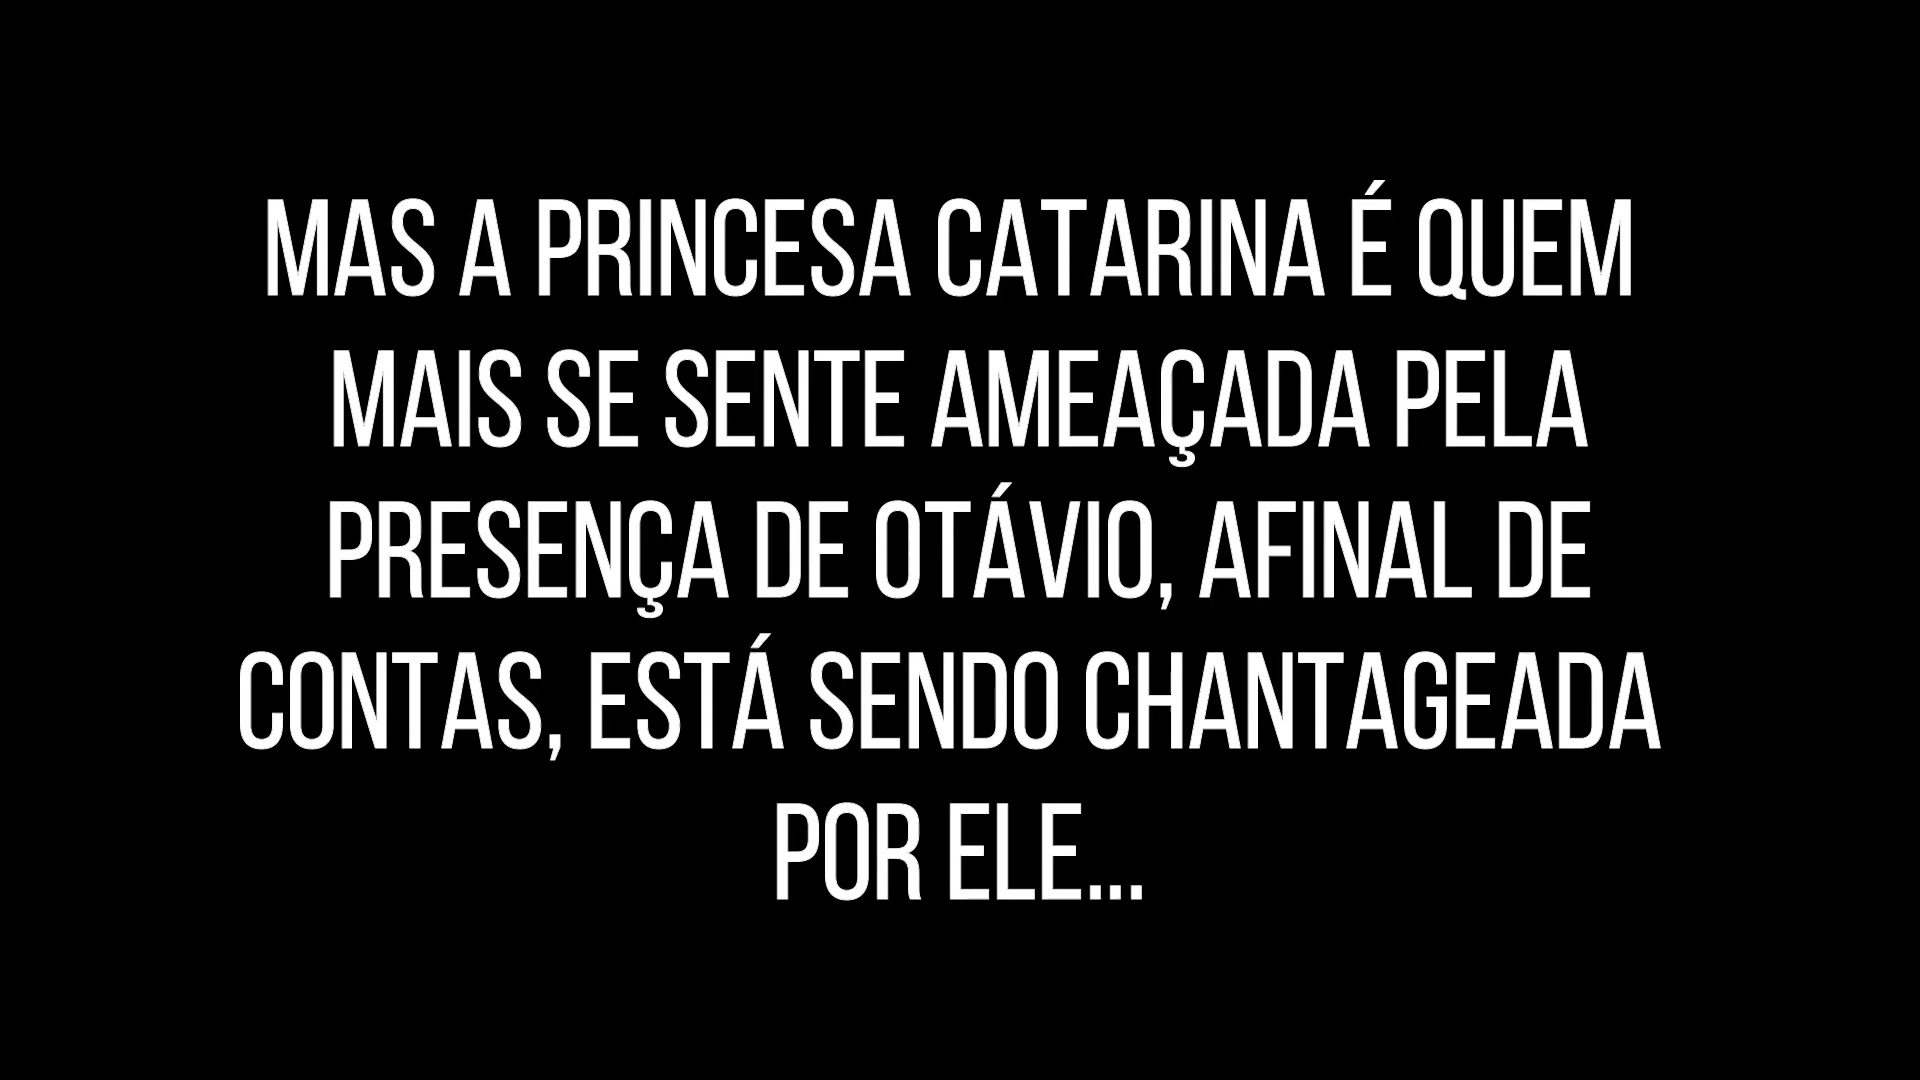 MAS A PRINCESA CATARINA É QUEM
MAIS SE SENTE AMEAÇADA PELA
PRESENÇA DE OTÁVIO, AFINAL DE
CONTAS, ESTÁ SENDO CHANTAGEADA
POR ELE...